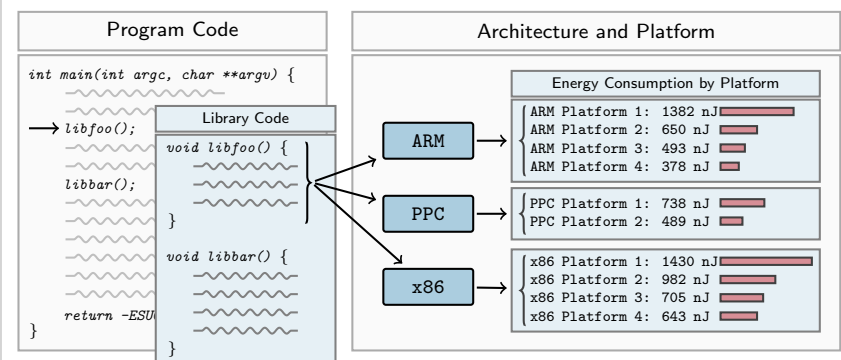 Program Code
int main(int argc, char **argv) {
libfoo();
libbar();
return
}
Library Code
void libfoo() {
}
void libbar() {
}
Architecture and Platform
ARM
PPC
x86
Energy Consumption by Platform
ARM Platform 1: 1382 nJ
ARM Platform 2: 650 nJ
ARM Platform 3: 493 nJ
ARM Platform 4: 378 nJ
PPC Platform 1: 738 nJ
PPC Platform 2: 489 nJ
x86 Platform 1: 1430 nJ
x86 Platform 2: 982 nJ
x86 Platform 3: 705 nJ
x86 Platform 4: 643 nJ